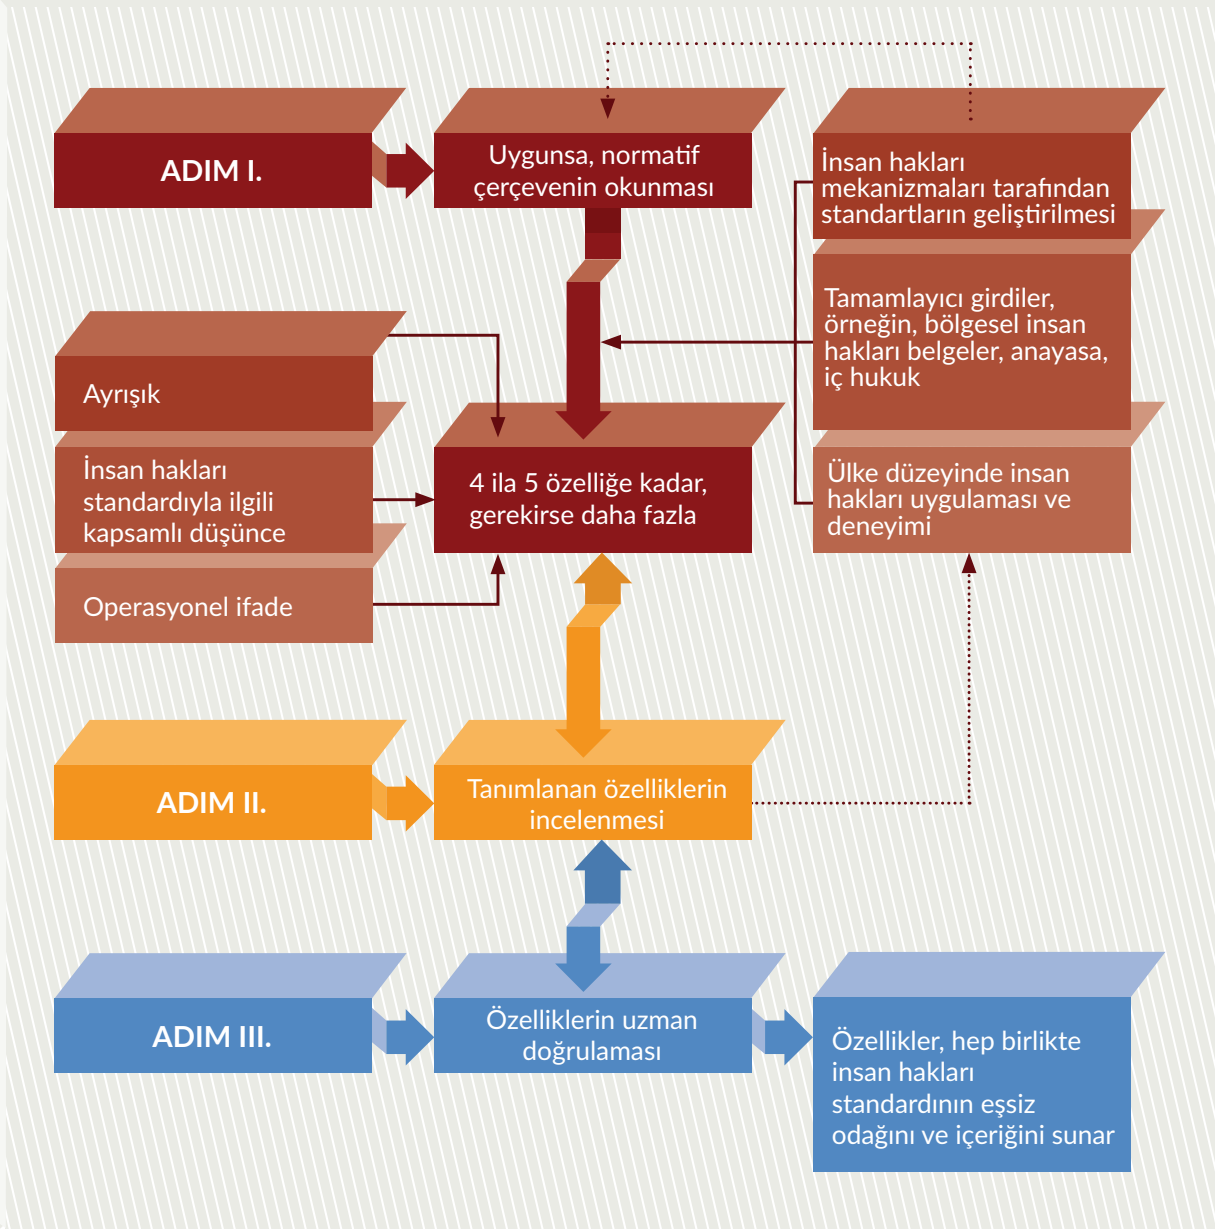 ADIM I.
Uygunsa, normatif
çerçevenin okunması
İnsan hakları
mekanizmaları tarafından
standartların geliştirilmesi
Tamamlayıcı girdiler,
örneğin, bölgesel insan
hakları belgeler, anayasa,
iç hukuk
Ülke düzeyinde insan
hakları uygulaması ve
deneyimi
Ayrışık
İnsan hakları
standardıyla ilgili
kapsamlı düşünce
Operasyonel ifade
4 ila 5 özelliğe kadar,
gerekirse daha fazla
ADIM II.
Tanımlanan özelliklerin
incelenmesi
ADIM III.
Özelliklerin uzman
doğrulaması
Özellikler, hep birlikte
insan hakları
standardının eşsiz
odağını ve içeriğini sunar